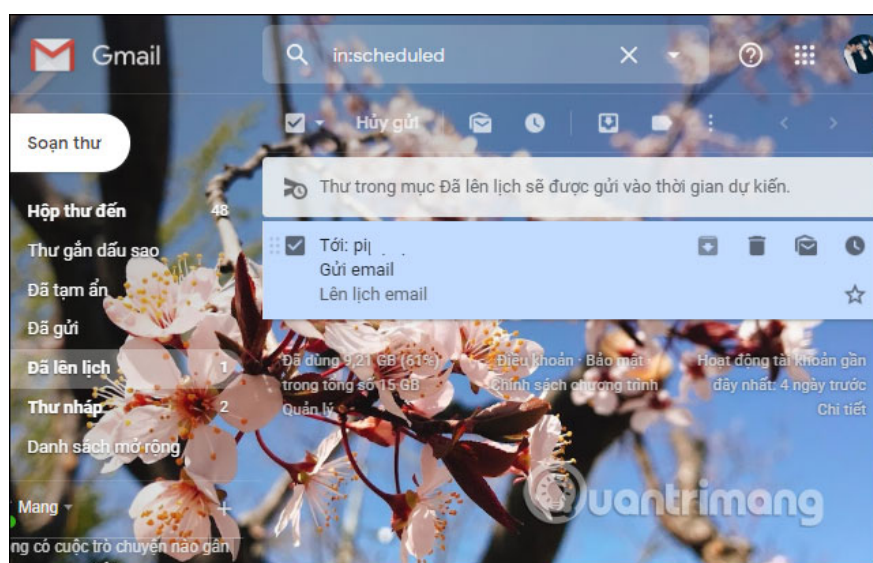 Gmail
in:scheduled
Soạn thư
Hủy gửi
Thư trong mục Đã lên lịch sẽ được gửi vào thời gian dự kiến.
Hộp thư đến 48
Thư gắn dấu sao
Đã tạm ẩn
Đã gửi
Đã lên lịch 1
Thư nháp 2
Danh sách mở rộng
Tới:
Gửi email
Lên lịch email
Đã dùng 9,21 GB (61%)
trong tổng số 15 GB
Quản lý
Điều khoản · Bảo mật ·
Chính sách chương trình
Hoạt động tài khoản gần
đây nhất: 4 ngày trước
Chi tiết
Mang
có cuộc trò chuyện nào gần
Quantrimang